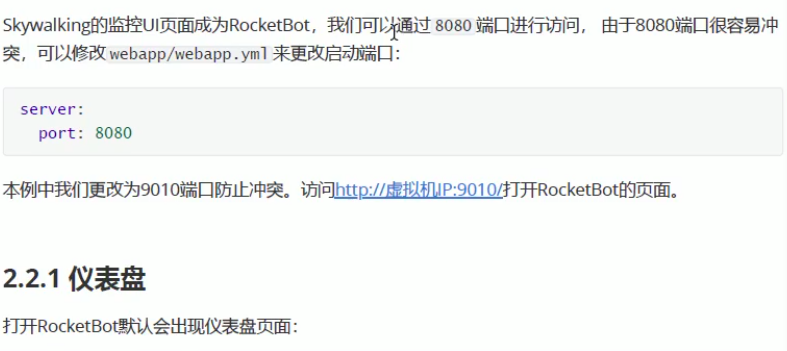 Skywalking的监控UI页面成为RocketBot，我们可以通过 8080 端口进行访问， 由于8080端口很容易冲
突，可以修改 webapp/webapp.yml 来更改启动端口：
server:
  port: 8080
本例中我们更改为9010端口防止冲突。访问http://虚拟机IP:9010/打开RocketBot的页面。
2.2.1 仪表盘
打开RocketBot默认会出现仪表盘页面：